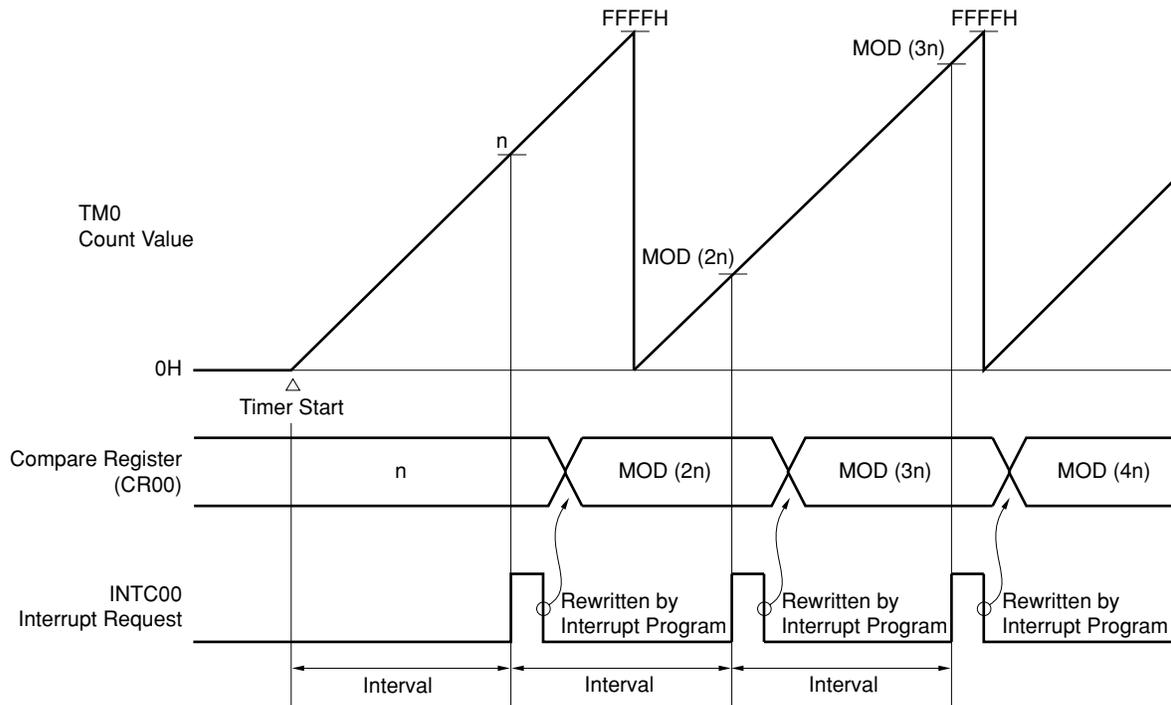 FFFFH
FFFFH
MOD (3n)
n
TM0
Count Value
MOD (2n)
0H
Timer Start
Compare Register
(CR00)
n
MOD (2n)
MOD (3n)
MOD (4n)
INTC00
Interrupt Request
Rewritten by
Interrupt Program
Rewritten by
Interrupt Program
Rewritten by
Interrupt Program
Interval
Interval
Interval